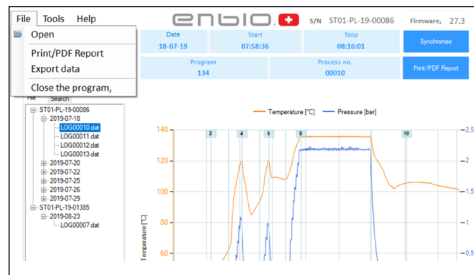 File Tools Help
enbio
S/N ST01-PL-19-00086 Firmware, 27.3
Open
Print/PDF Report
Export data
Close the program,
Date Start Stop
18-07-19 07:58:36 08:16:01
Synchronise
Program Process no.
134 00010
Print/PDF Report
File Search
ST01-PL-19-00086
2019-07-18
LOG00010.dat
LOG00011.dat
LOG00012.dat
LOG00013.dat
2019-07-20
2019-07-22
2019-07-25
2019-07-26
2019-07-29
ST01-PL-19-01385
2019-08-23
LOG00007.dat
Temperature [°C] Pressure [bar]
2 4 6 8 10
140
120
100
80
60
Temperature [°C]
2,5
2
1,5
1
0,5